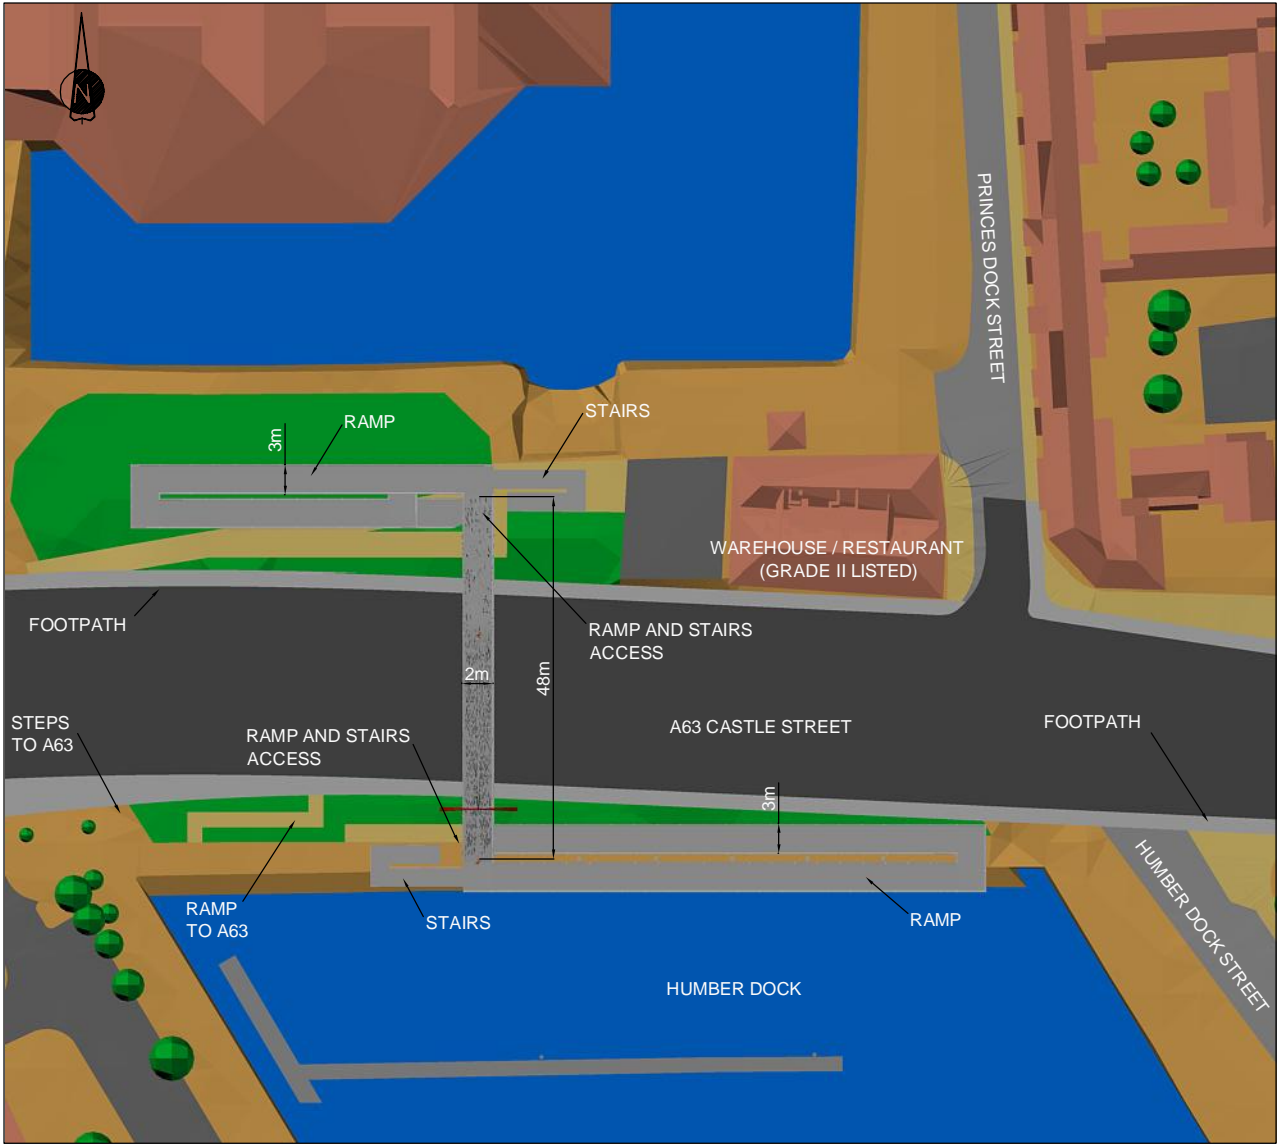 N
PRINCES DOCK STREET
RAMP
STAIRS
3m
WAREHOUSE / RESTAURANT
(GRADE II LISTED)
FOOTPATH
RAMP AND STAIRS
ACCESS
2m
48m
STEPS
TO A63
RAMP AND STAIRS
ACCESS
A63 CASTLE STREET
FOOTPATH
3m
HUMBER DOCK STREET
RAMP
TO A63
STAIRS
RAMP
HUMBER DOCK